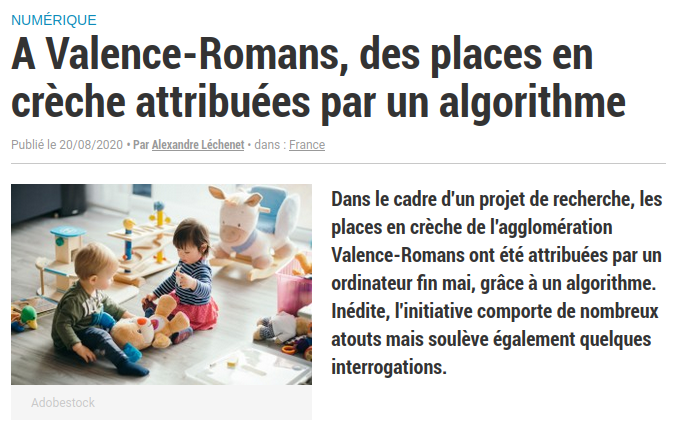 NUMÉRIQUE
A Valence-Romans, des places en
crèche attribuées par un algorithme
Publié le 20/08/2020 • Par Alexandre Léchenet • dans : France
Dans le cadre d'un projet de recherche, les
places en crèche de l'agglomération
Valence-Romans ont été attribuées par un
ordinateur fin mai, grâce à un algorithme.
Inédite, l'initiative comporte de nombreux
atouts mais soulève également quelques
interrogations.
Adobestock